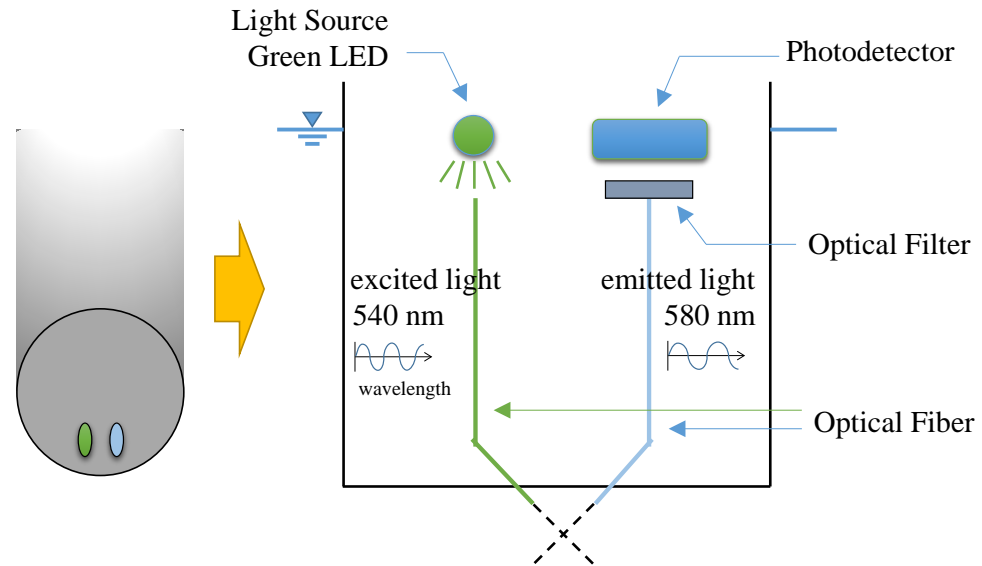 Light Source
Green LED
Photodetector
Optical Filter
excited light
540 nm
wavelength
emitted light
580 nm
Optical Fiber